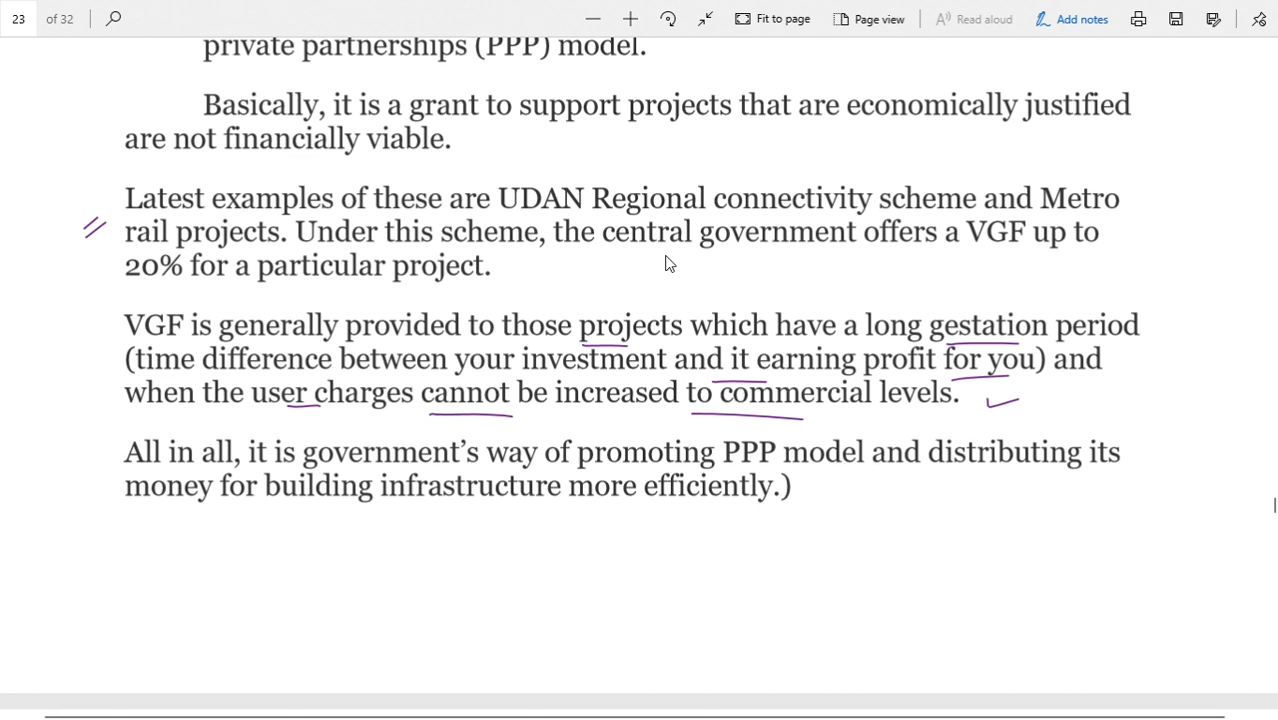 23 of 32 Fit to page Page view Read aloud Add notes
private partnerships (PPP) model.
Basically, it is a grant to support projects that are economically justified
are not financially viable.
Latest examples of these are UDAN Regional connectivity scheme and Metro
rail projects. Under this scheme, the central government offers a VGF up to
20% for a particular project.
VGF is generally provided to those projects which have a long gestation period
(time difference between your investment and it earning profit for you) and
when the user charges cannot be increased to commercial levels.
All in all, it is government's way of promoting PPP model and distributing its
money for building infrastructure more efficiently.)